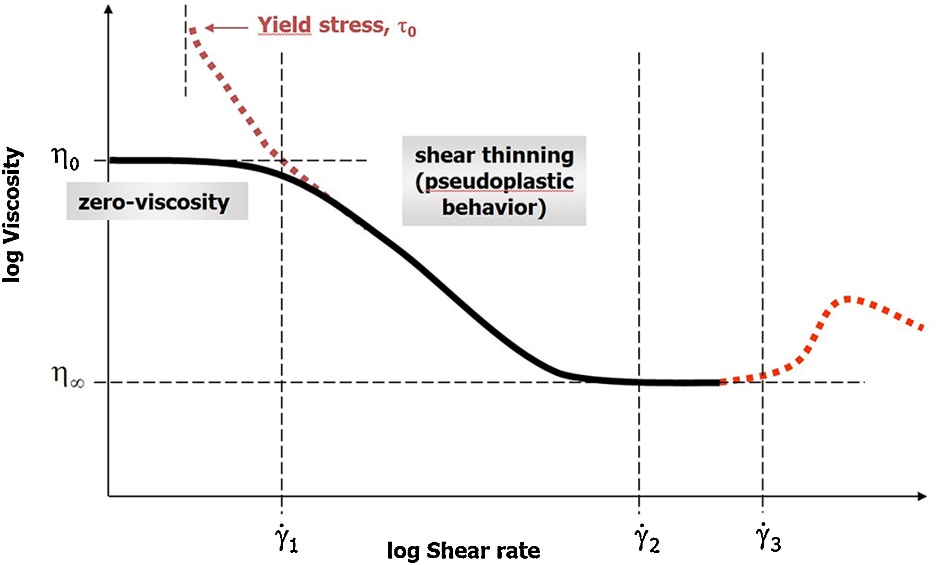 Yield stress, τ₀
η₀
shear thinning
(pseudoplastic
behavior)
zero-viscosity
log Viscosity
η∞
γ̇₁
γ̇₂
γ̇₃
log Shear rate